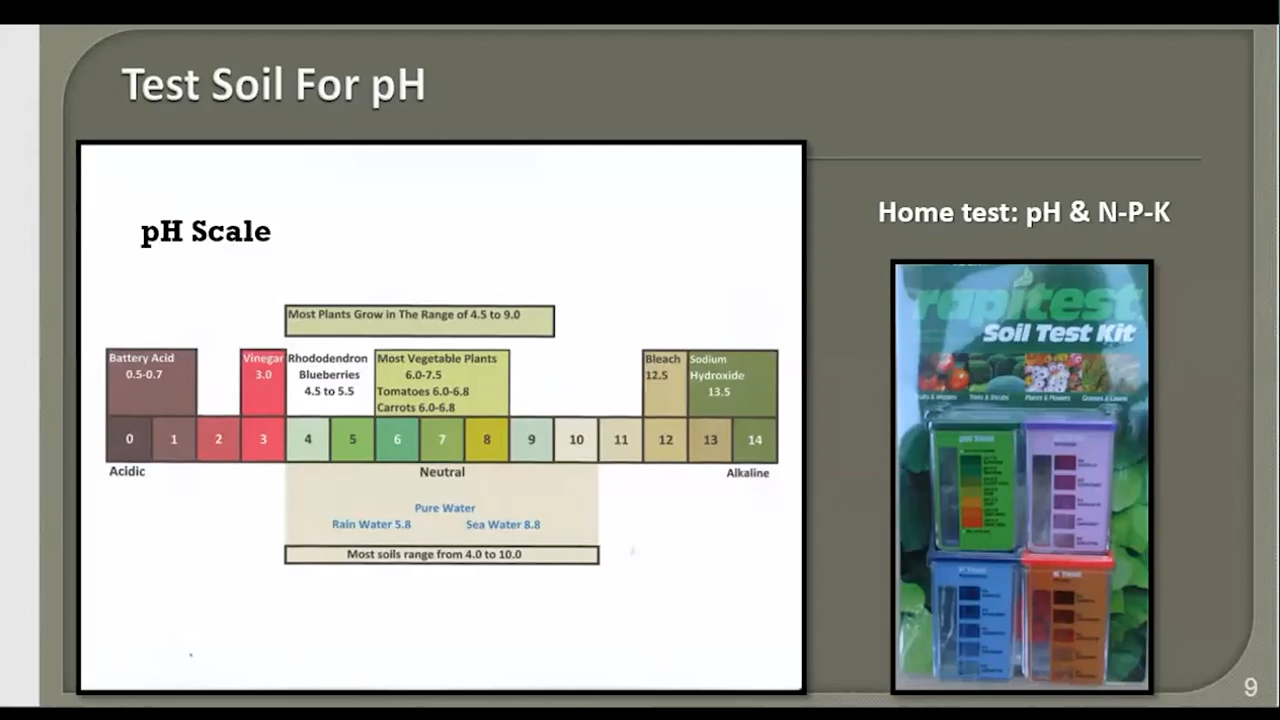 Test Soil For pH
pH Scale
Most Plants Grow in The Range of 4.5 to 9.0
Battery Acid
0.5-0.7
Vinegar
3.0
Rhododendron
Blueberries
4.5 to 5.5
Most Vegetable Plants
6.0-7.5
Tomatoes 6.0-6.8
Carrots 6.0-6.8
Bleach
12.5
Sodium
Hydroxide
13.5
0 1 2 3 4 5 6 7 8 9 10 11 12 13 14
Acidic Neutral Alkaline
Pure Water
Rain Water 5.8 Sea Water 8.8
Most soils range from 4.0 to 10.0
Home test: pH & N-P-K
rapitest
Soil Test Kit
Trees & Shrubs
9